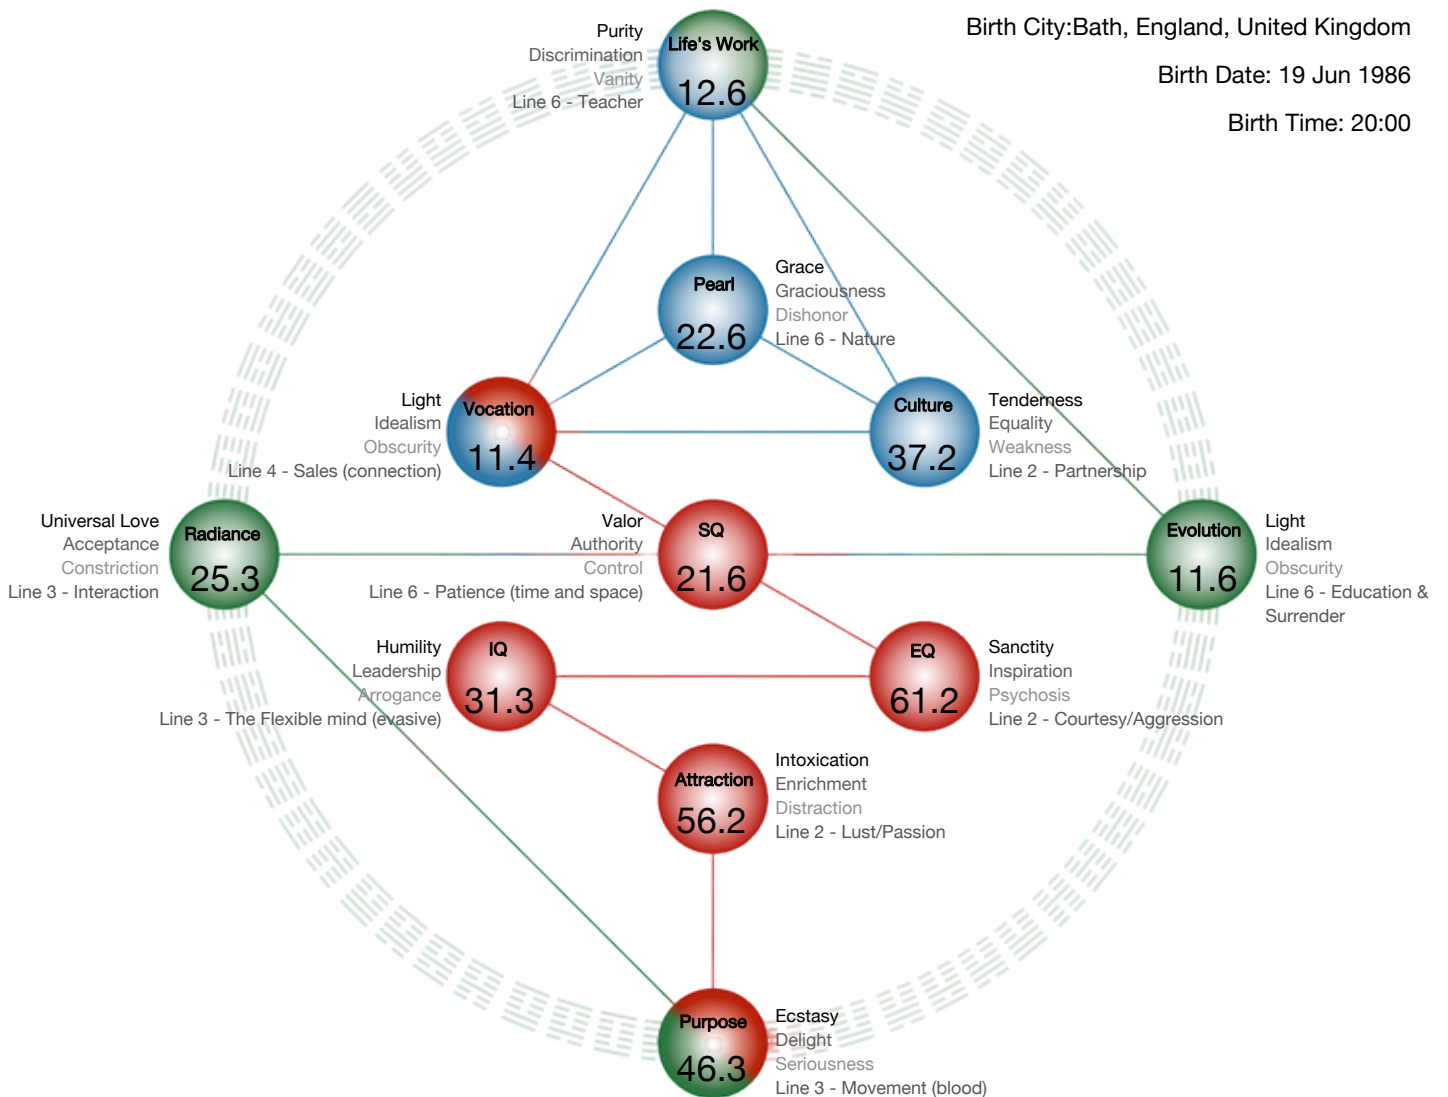 Birth City:Bath, England, United Kingdom
Birth Date: 19 Jun 1986
Birth Time: 20:00
Purity
Discrimination
Vanity
Line 6 - Teacher
Life's Work
12.6
Pearl
22.6
Grace
Graciousness
Dishonor
Line 6 - Nature
Light
Idealism
Obscurity
Line 4 - Sales (connection)
Vocation
11.4
Culture
37.2
Tenderness
Equality
Weakness
Line 2 - Partnership
Universal Love
Acceptance
Constriction
Line 3 - Interaction
Radiance
25.3
Valor
Authority
Control
Line 6 - Patience (time and space)
SQ
21.6
Evolution
11.6
Light
Idealism
Obscurity
Line 6 - Education &
Surrender
Humility
Leadership
Arrogance
Line 3 - The Flexible mind (evasive)
IQ
31.3
EQ
61.2
Sanctity
Inspiration
Psychosis
Line 2 - Courtesy/Aggression
Attraction
56.2
Intoxication
Enrichment
Distraction
Line 2 - Lust/Passion
Purpose
46.3
Ecstasy
Delight
Seriousness
Line 3 - Movement (blood)